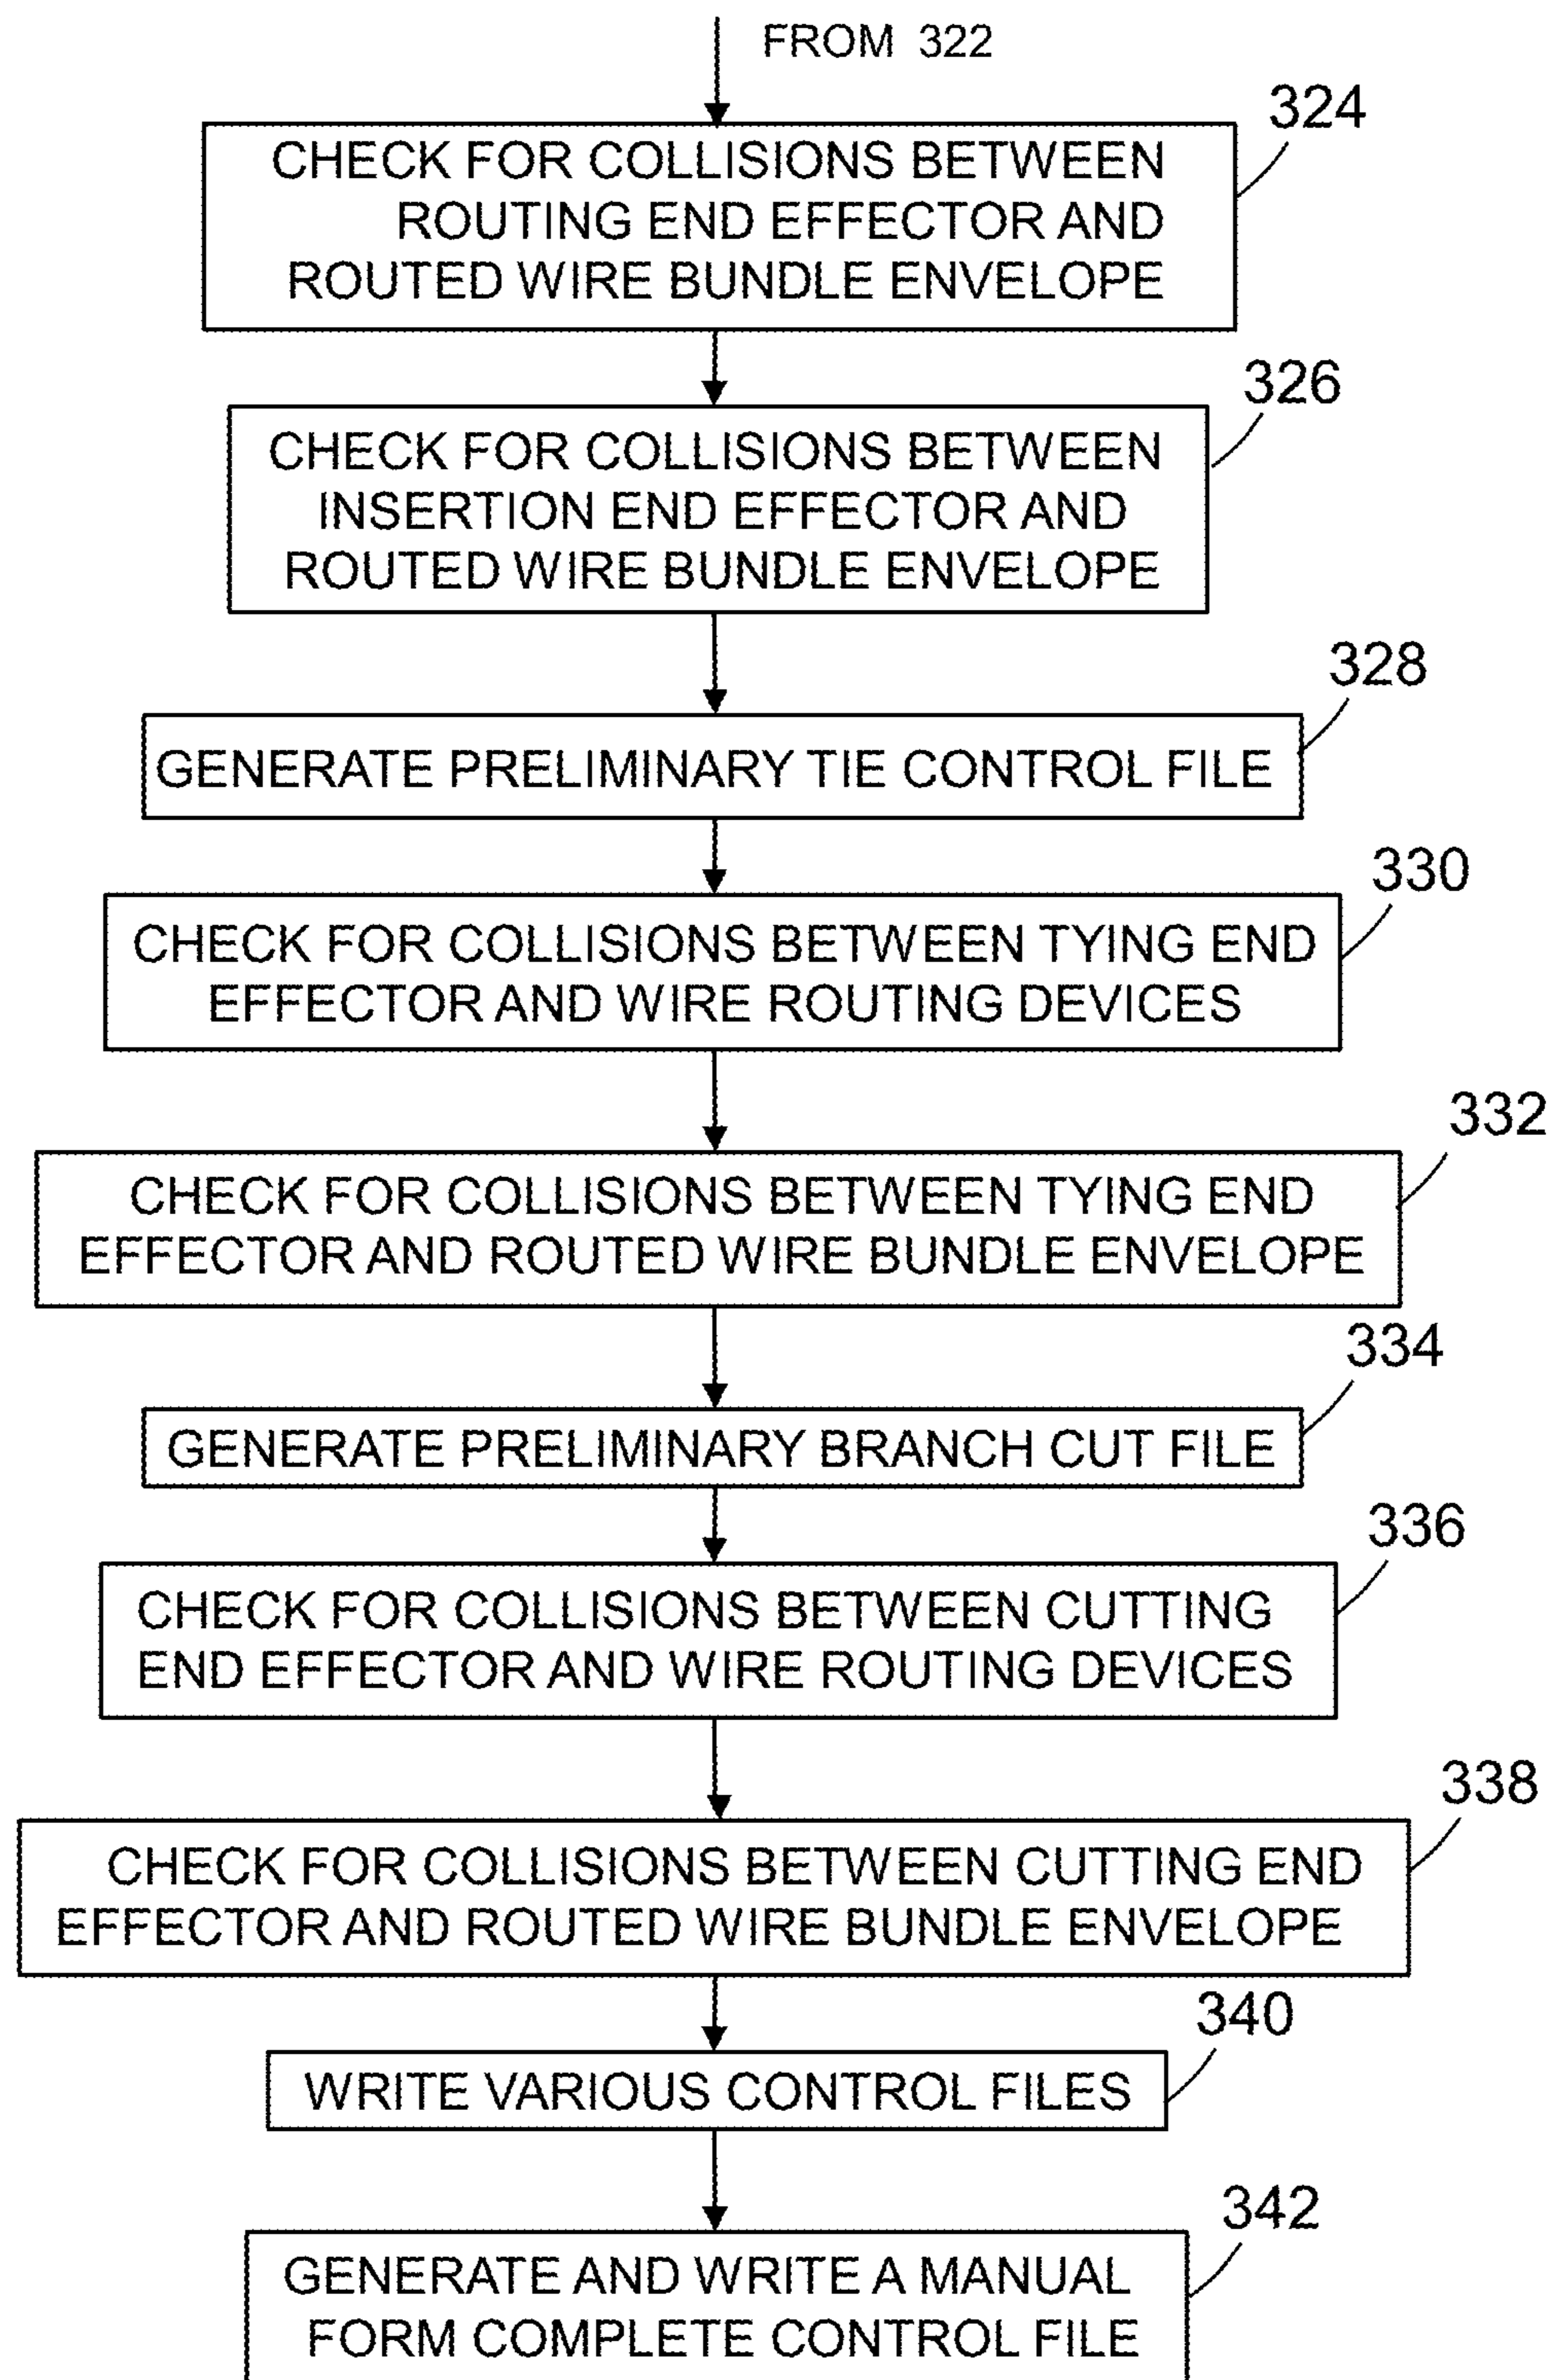 FROM 322
324
CHECK FOR COLLISIONS BETWEEN
ROUTING END EFFECTOR AND
ROUTED WIRE BUNDLE ENVELOPE
326
CHECK FOR COLLISIONS BETWEEN
INSERTION END EFFECTOR AND
ROUTED WIRE BUNDLE ENVELOPE
328
GENERATE PRELIMINARY TIE CONTROL FILE
330
CHECK FOR COLLISIONS BETWEEN TYING END
EFFECTOR AND WIRE ROUTING DEVICES
332
CHECK FOR COLLISIONS BETWEEN TYING END
EFFECTOR AND ROUTED WIRE BUNDLE ENVELOPE
334
GENERATE PRELIMINARY BRANCH CUT FILE
336
CHECK FOR COLLISIONS BETWEEN CUTTING
END EFFECTOR AND WIRE ROUTING DEVICES
338
CHECK FOR COLLISIONS BETWEEN CUTTING END
EFFECTOR AND ROUTED WIRE BUNDLE ENVELOPE
340
WRITE VARIOUS CONTROL FILES
342
GENERATE AND WRITE A MANUAL
FORM COMPLETE CONTROL FILE